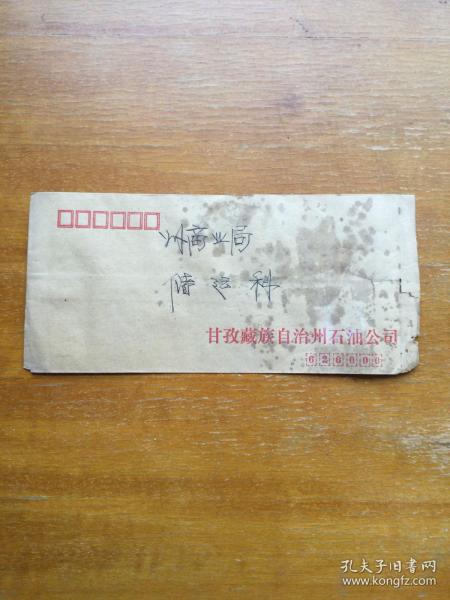 州商业局
储运科
甘孜藏族自治州石油公司
626000
孔夫子旧书网
www.kongfz.com